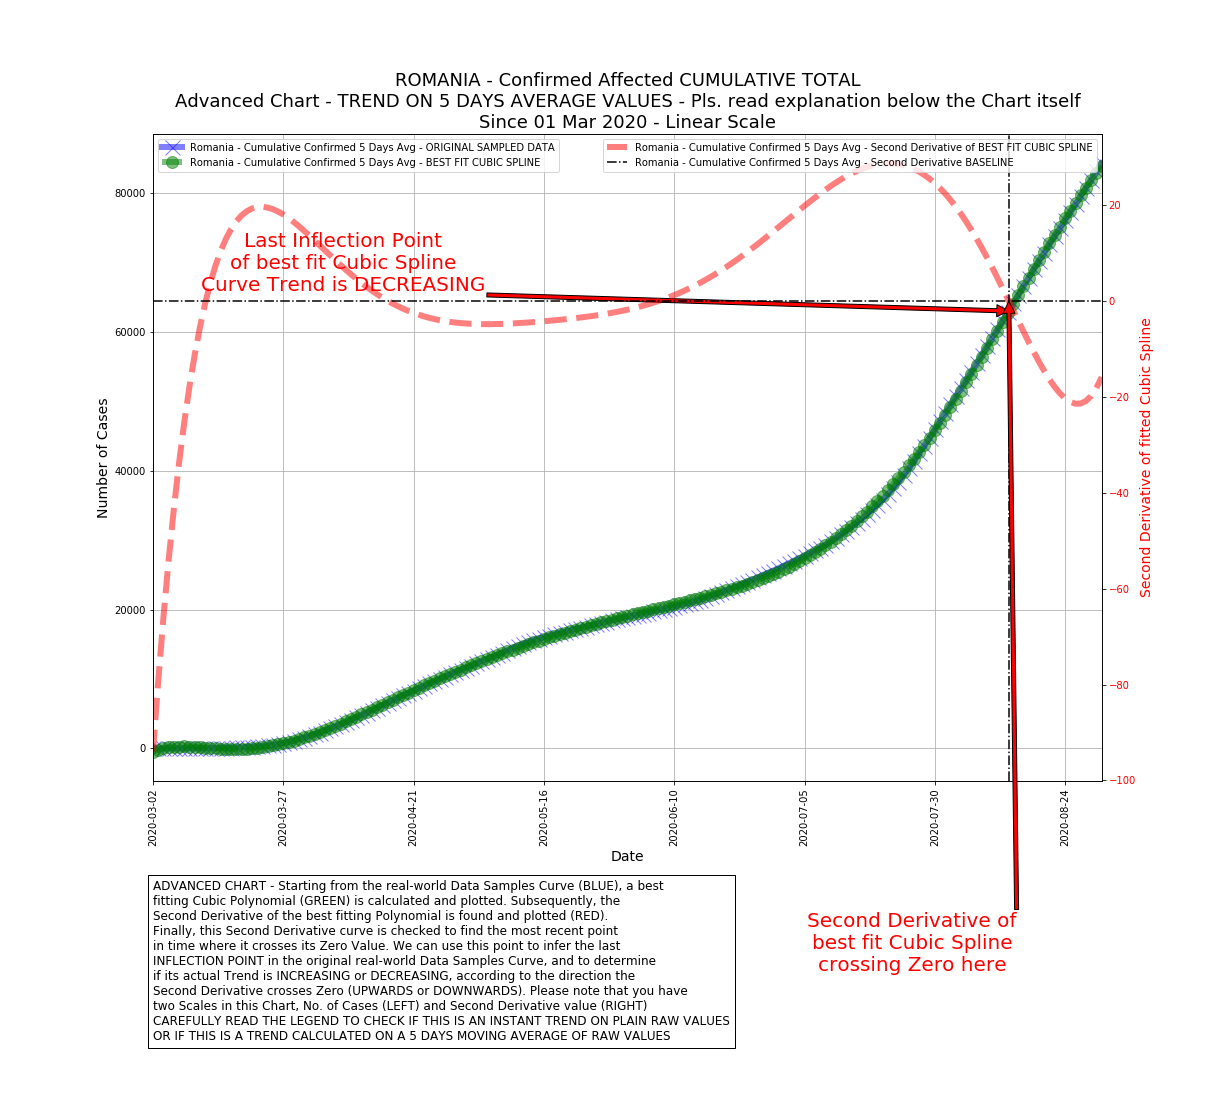 ROMANIA - Confirmed Affected CUMULATIVE TOTAL
Advanced Chart - TREND ON 5 DAYS AVERAGE VALUES - Pls. read explanation below the Chart itself
Since 01 Mar 2020 - Linear Scale
Romania - Cumulative Confirmed 5 Days Avg - ORIGINAL SAMPLED DATA
Romania - Cumulative Confirmed 5 Days Avg - BEST FIT CUBIC SPLINE
Romania - Cumulative Confirmed 5 Days Avg - Second Derivative of BEST FIT CUBIC SPLINE
Romania - Cumulative Confirmed 5 Days Avg - Second Derivative BASELINE
Last Inflection Point
of best fit Cubic Spline
Curve Trend is DECREASING
Number of Cases
80000
60000
40000
20000
0
20
0
−20
−40
−60
−80
−100
Second Derivative of fitted Cubic Spline
2020-03-02
2020-03-27
2020-04-21
2020-05-16
2020-06-10
2020-07-05
2020-07-30
2020-08-24
Date
ADVANCED CHART - Starting from the real-world Data Samples Curve (BLUE), a best
fitting Cubic Polynomial (GREEN) is calculated and plotted. Subsequently, the
Second Derivative of the best fitting Polynomial is found and plotted (RED).
Finally, this Second Derivative curve is checked to find the most recent point
in time where it crosses its Zero Value. We can use this point to infer the last
INFLECTION POINT in the original real-world Data Samples Curve, and to determine
if its actual Trend is INCREASING or DECREASING, according to the direction the
Second Derivative crosses Zero (UPWARDS or DOWNWARDS). Please note that you have
two Scales in this Chart, No. of Cases (LEFT) and Second Derivative value (RIGHT)
CAREFULLY READ THE LEGEND TO CHECK IF THIS IS AN INSTANT TREND ON PLAIN RAW VALUES
OR IF THIS IS A TREND CALCULATED ON A 5 DAYS MOVING AVERAGE OF RAW VALUES
Second Derivative of
best fit Cubic Spline
crossing Zero here